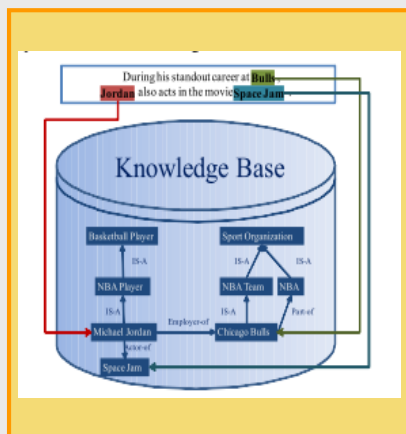 During his standout career at Bulls,
Jordan also acts in the movie Space Jam .
Knowledge Base
Basketball Player Sport Organization
IS-A IS-A IS-A
NBA Player NBA Team NBA
IS-A Employer-of IS-A Part-of
Michael Jordan Chicago Bulls
Actor-of
Space Jam